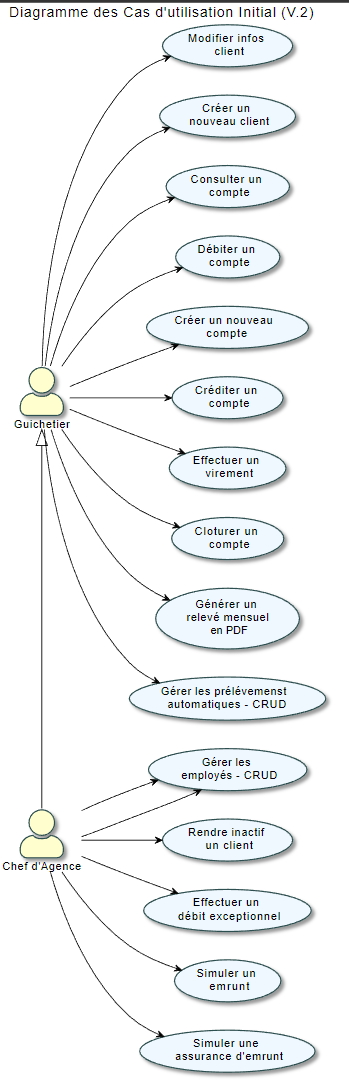 Diagramme des Cas d'utilisation Initial (V.2)
Modifier infos
client
Créer un
nouveau client
Consulter un
compte
Débiter un
compte
Créer un nouveau
compte
Créditer un
compte
Guichetier
Effectuer un
virement
Cloturer un
compte
Générer un
relevé mensuel
en PDF
Gérer les prélévemenst
automatiques - CRUD
Gérer les
employés - CRUD
Rendre inactif
un client
Chef d'Agence
Effectuer un
débit exceptionnel
Simuler un
emrunt
Simuler une
assurance d'emrunt